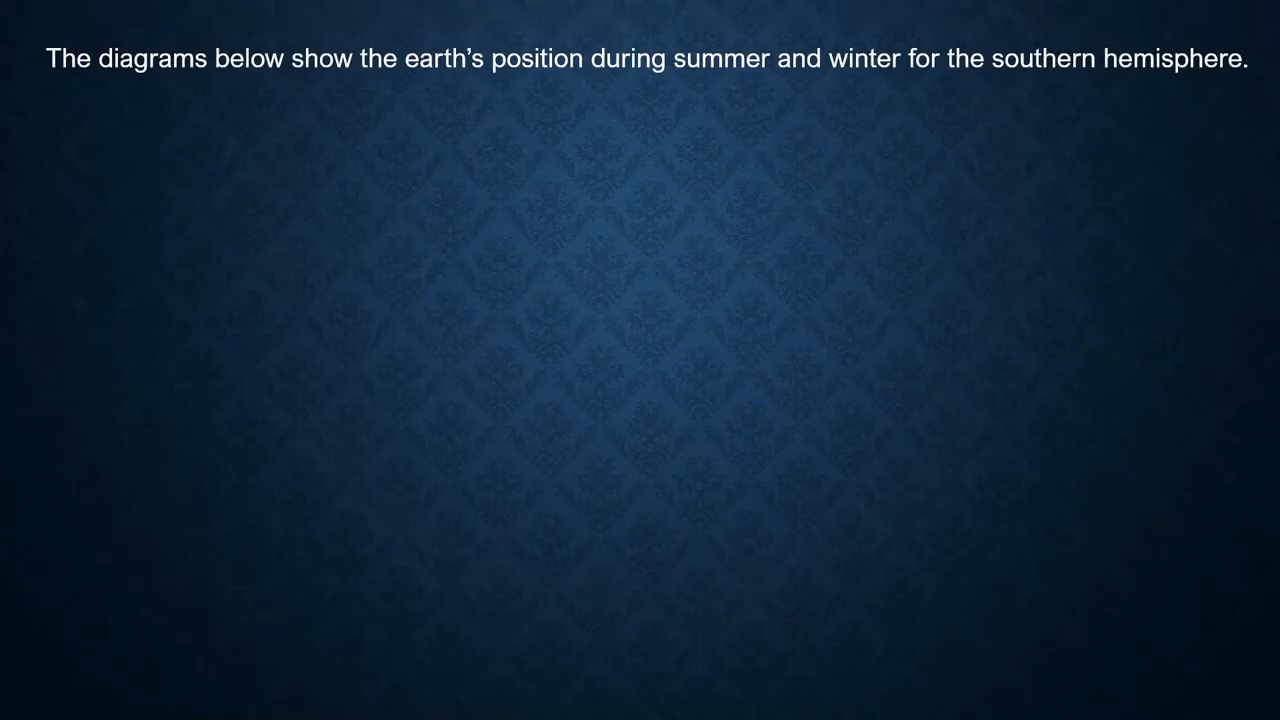 The diagrams below show the earth’s position during summer and winter for the southern hemisphere.